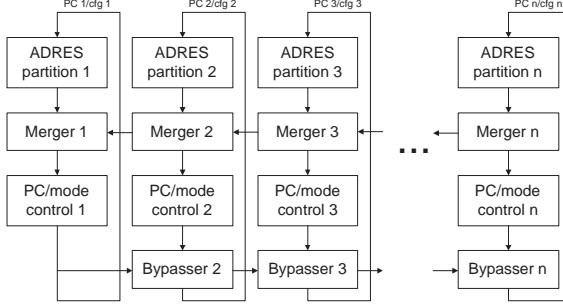 PC 1/cfg 1 PC 2/cfg 2 PC 3/cfg 3 PC n/cfg n
ADRES ADRES ADRES ADRES
partition 1 partition 2 partition 3 partition n
Merger 1 Merger 2 Merger 3 ... Merger n
PC/mode PC/mode PC/mode PC/mode
control 1 control 2 control 3 control n
Bypasser 2 Bypasser 3 Bypasser n